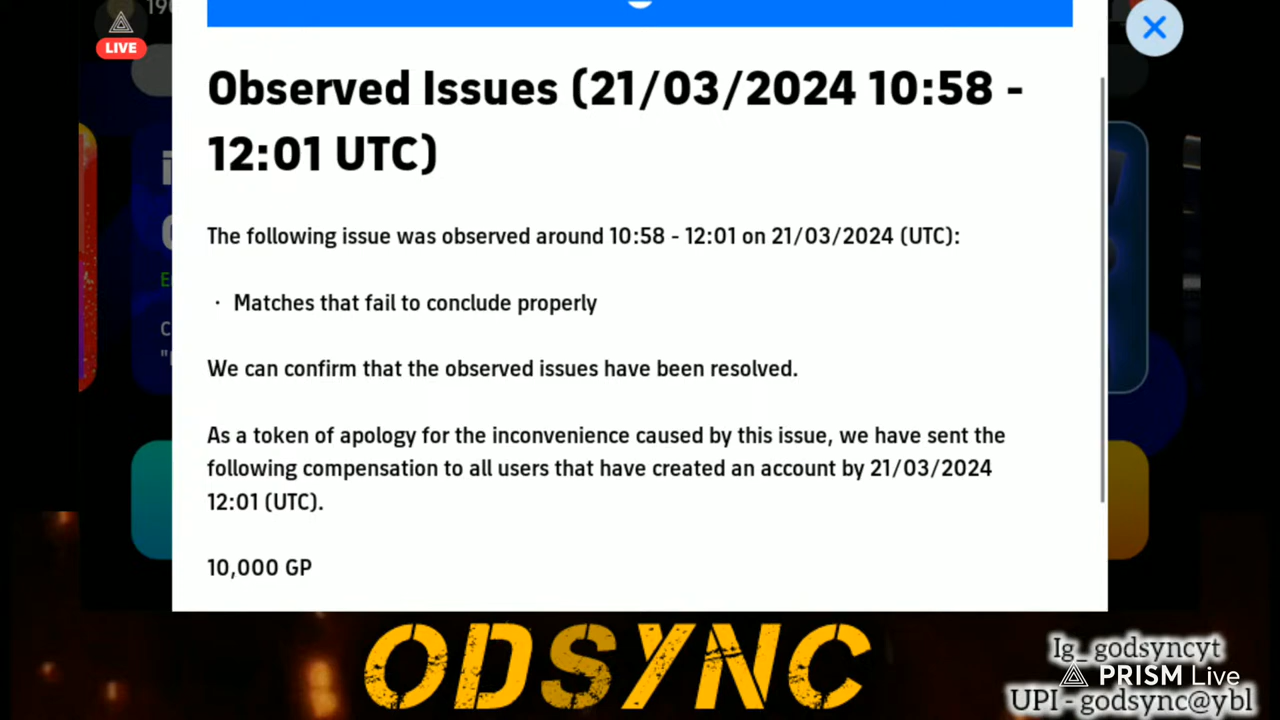 190
LIVE
Observed Issues (21/03/2024 10:58 -
12:01 UTC)
The following issue was observed around 10:58 - 12:01 on 21/03/2024 (UTC):
· Matches that fail to conclude properly
We can confirm that the observed issues have been resolved.
As a token of apology for the inconvenience caused by this issue, we have sent the
following compensation to all users that have created an account by 21/03/2024
12:01 (UTC).
10,000 GP
ODSYNC
Ig_ godsyncyt
PRISM Live
UPI - godsync@ybl